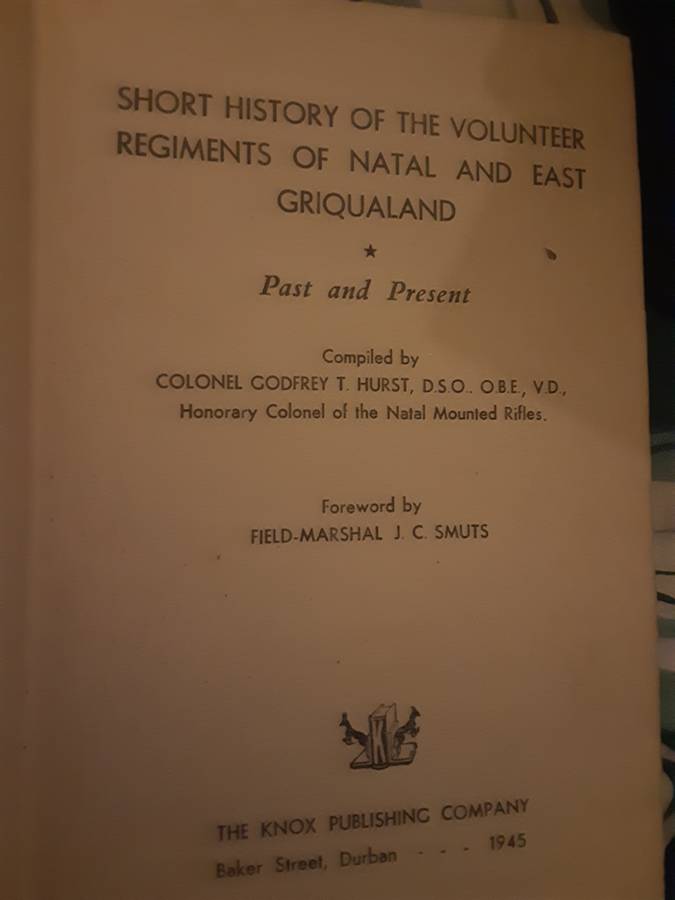 SHORT HISTORY OF THE VOLUNTEER
REGIMENTS OF NATAL AND EAST
GRIQUALAND
★
Past and Present
Compiled by
COLONEL GODFREY T. HURST, D.S.O.. O.B.E., V.D.,
Honorary Colonel of the Natal Mounted Rifles.
Foreword by
FIELD-MARSHAL J. C. SMUTS
K
THE KNOX PUBLISHING COMPANY
Baker Street, Durban - - - 1945